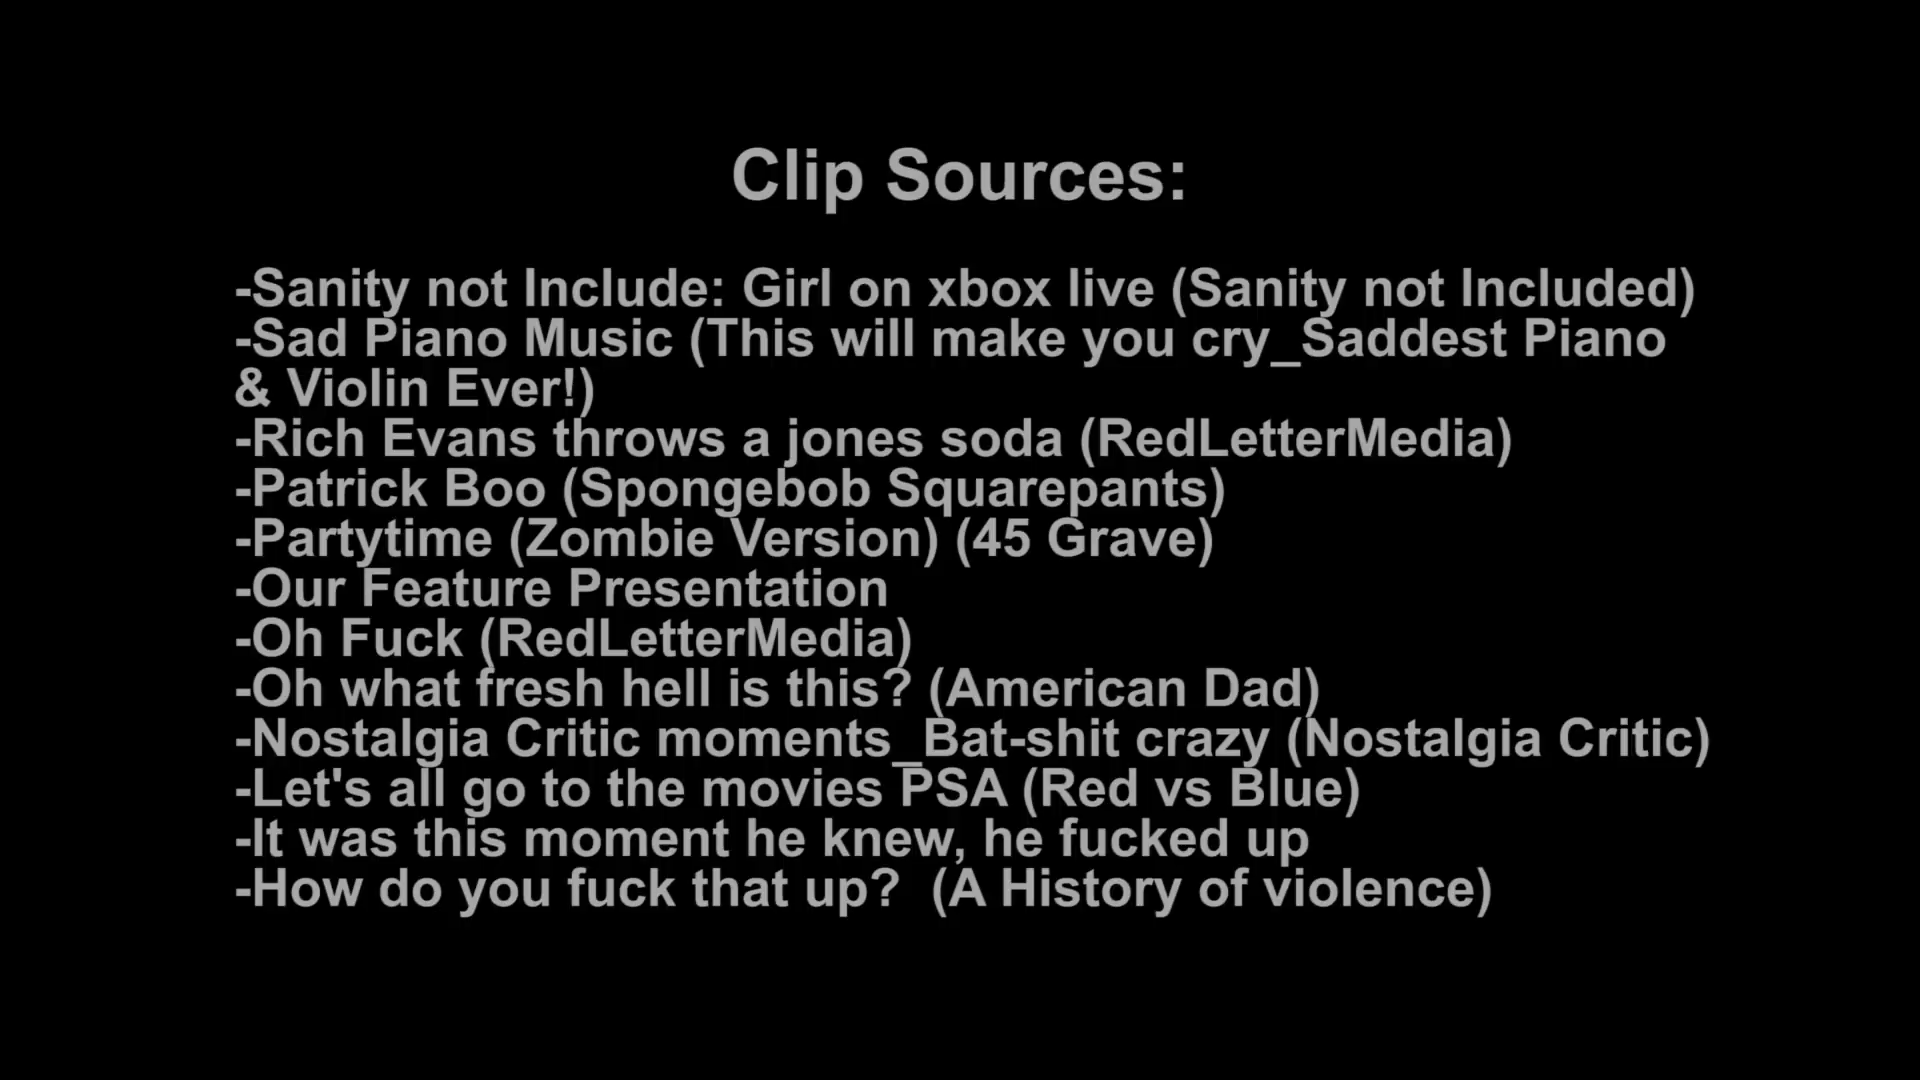 Clip Sources:
-Sanity not Include: Girl on xbox live (Sanity not Included)
-Sad Piano Music (This will make you cry_Saddest Piano
& Violin Ever!)
-Rich Evans throws a jones soda (RedLetterMedia)
-Patrick Boo (Spongebob Squarepants)
-Partytime (Zombie Version) (45 Grave)
-Our Feature Presentation
-Oh Fuck (RedLetterMedia)
-Oh what fresh hell is this? (American Dad)
-Nostalgia Critic moments_Bat-shit crazy (Nostalgia Critic)
-Let's all go to the movies PSA (Red vs Blue)
-It was this moment he knew, he fucked up
-How do you fuck that up?  (A History of violence)